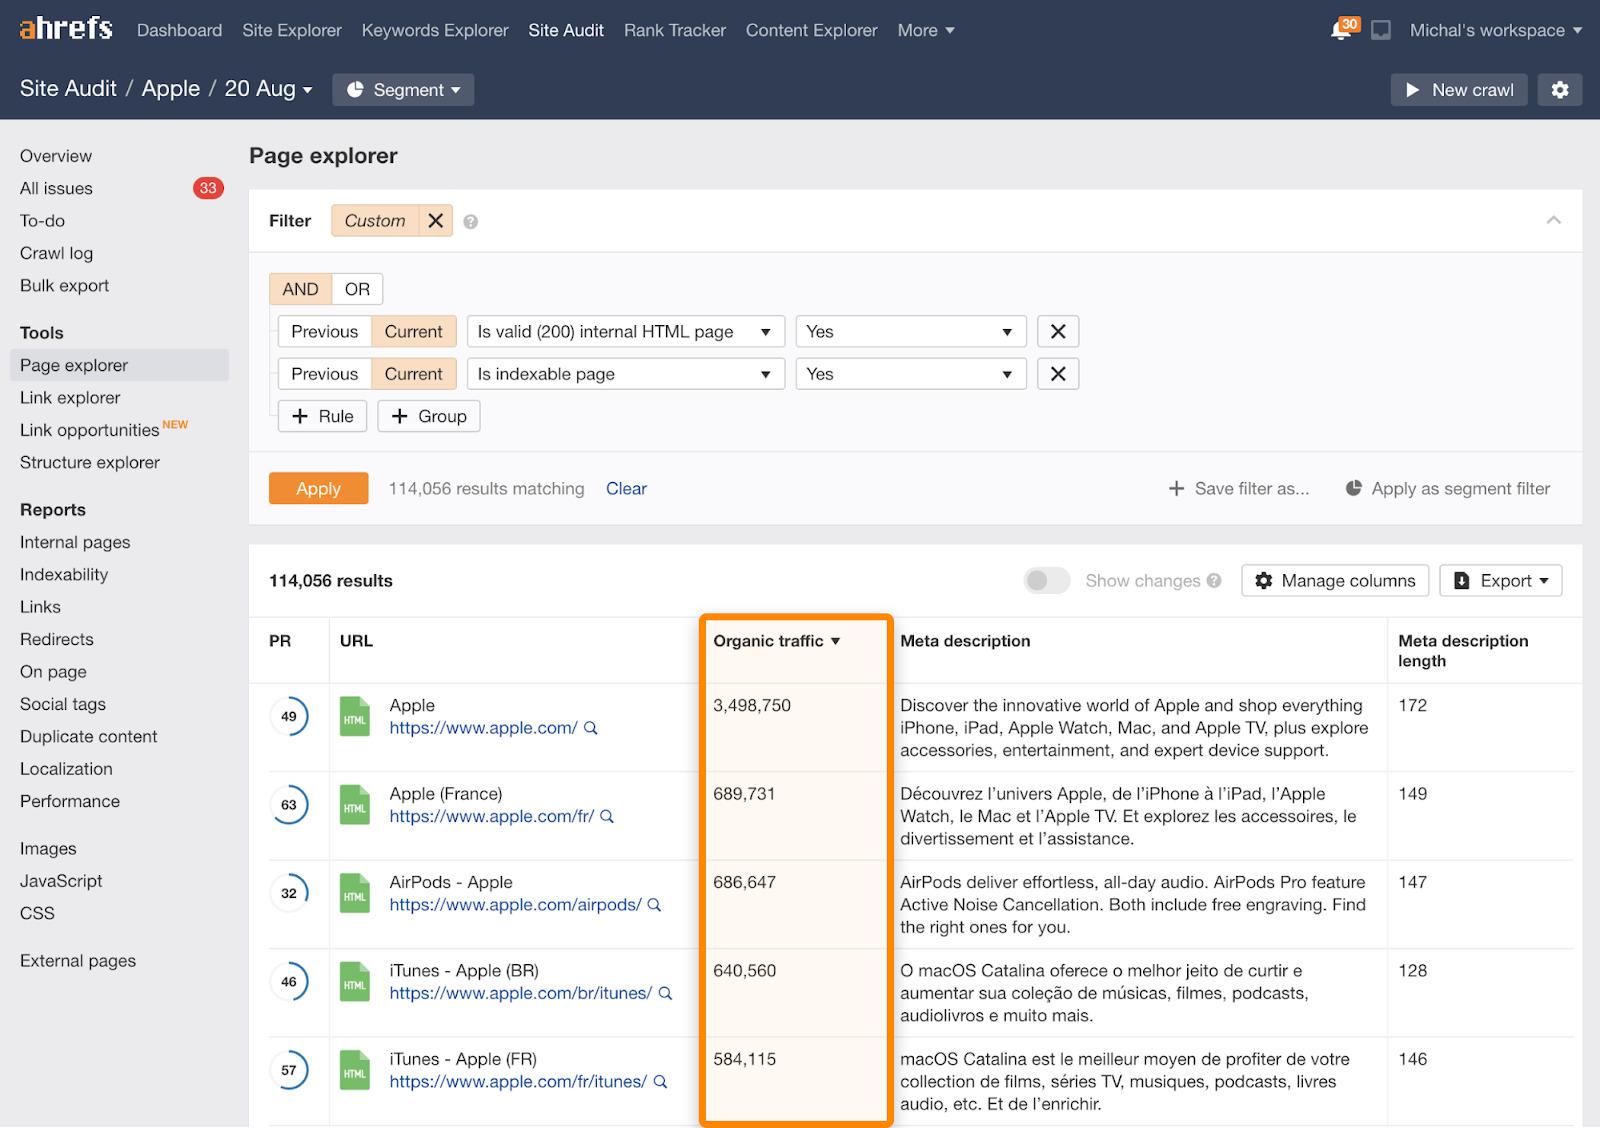 ahrefs Dashboard Site Explorer Keywords Explorer Site Audit Rank Tracker Content Explorer More 30 Michal's workspace
Site Audit / Apple / 20 Aug Segment New crawl
Overview
All issues 33
To-do
Crawl log
Bulk export
Tools
Page explorer
Link explorer
Link opportunities NEW
Structure explorer
Reports
Internal pages
Indexability
Links
Redirects
On page
Social tags
Duplicate content
Localization
Performance
Images
JavaScript
CSS
External pages
Page explorer
Filter Custom ?
AND OR
Previous Current Is valid (200) internal HTML page Yes
Previous Current Is indexable page Yes
+ Rule + Group
Apply 114,056 results matching Clear + Save filter as... Apply as segment filter
114,056 results Show changes ? Manage columns Export
PR URL Organic traffic Meta description Meta description
length
49 HTML Apple 3,498,750 Discover the innovative world of Apple and shop everything 172
https://www.apple.com/ iPhone, iPad, Apple Watch, Mac, and Apple TV, plus explore
accessories, entertainment, and expert device support.
63 HTML Apple (France) 689,731 Découvrez l'univers Apple, de l'iPhone à l'iPad, l'Apple 149
https://www.apple.com/fr/ Watch, le Mac et l'Apple TV. Et explorez les accessoires, le
divertissement et l'assistance.
32 HTML AirPods - Apple 686,647 AirPods deliver effortless, all-day audio. AirPods Pro feature 147
https://www.apple.com/airpods/ Active Noise Cancellation. Both include free engraving. Find
the right ones for you.
46 HTML iTunes - Apple (BR) 640,560 O macOS Catalina oferece o melhor jeito de curtir e 128
https://www.apple.com/br/itunes/ aumentar sua coleção de músicas, filmes, podcasts,
audiolivros e muito mais.
57 HTML iTunes - Apple (FR) 584,115 macOS Catalina est le meilleur moyen de profiter de votre 146
https://www.apple.com/fr/itunes/ collection de films, séries TV, musiques, podcasts, livres
audio, etc. Et de l'enrichir.